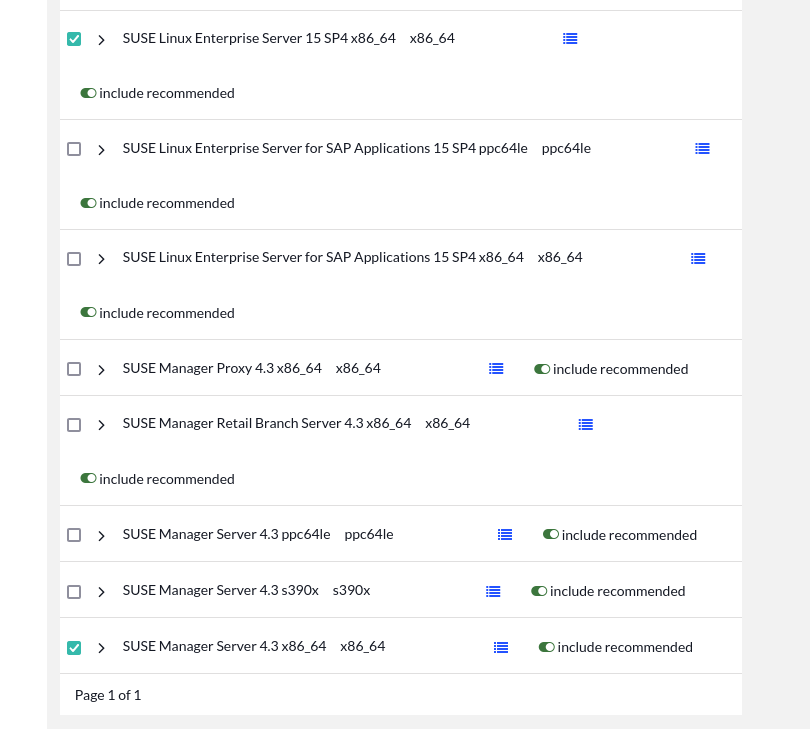 SUSE Linux Enterprise Server 15 SP4 x86_64 x86_64
include recommended
SUSE Linux Enterprise Server for SAP Applications 15 SP4 ppc64le ppc64le
include recommended
SUSE Linux Enterprise Server for SAP Applications 15 SP4 x86_64 x86_64
include recommended
SUSE Manager Proxy 4.3 x86_64 x86_64 include recommended
SUSE Manager Retail Branch Server 4.3 x86_64 x86_64
include recommended
SUSE Manager Server 4.3 ppc64le ppc64le include recommended
SUSE Manager Server 4.3 s390x s390x include recommended
SUSE Manager Server 4.3 x86_64 x86_64 include recommended
Page 1 of 1